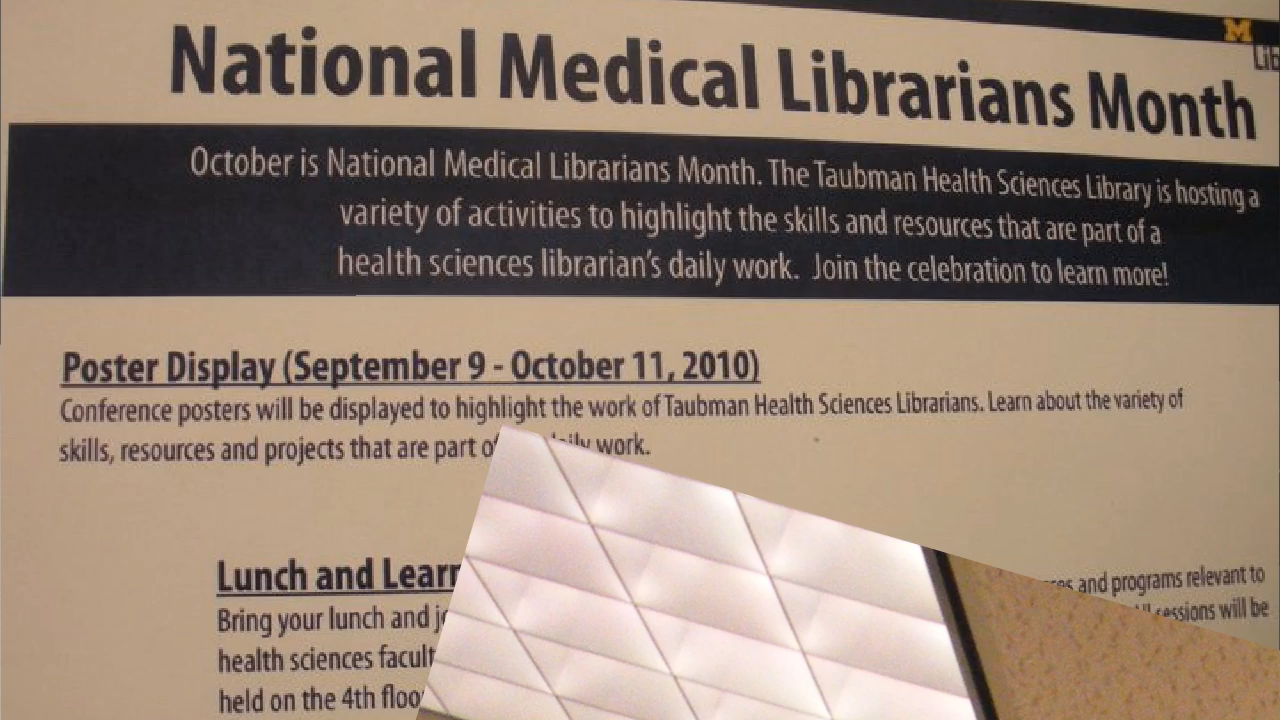 M
Lib
National Medical Librarians Month
October is National Medical Librarians Month. The Taubman Health Sciences Library is hosting a
variety of activities to highlight the skills and resources that are part of a
health sciences librarian's daily work. Join the celebration to learn more!
Poster Display (September 9 - October 11, 2010)
Conference posters will be displayed to highlight the work of Taubman Health Sciences Librarians. Learn about the variety of
skills, resources and projects that are part of daily work.
Lunch and Learn
Bring your lunch and and programs relevant to
health sciences sessions will be
held on the 4th floor